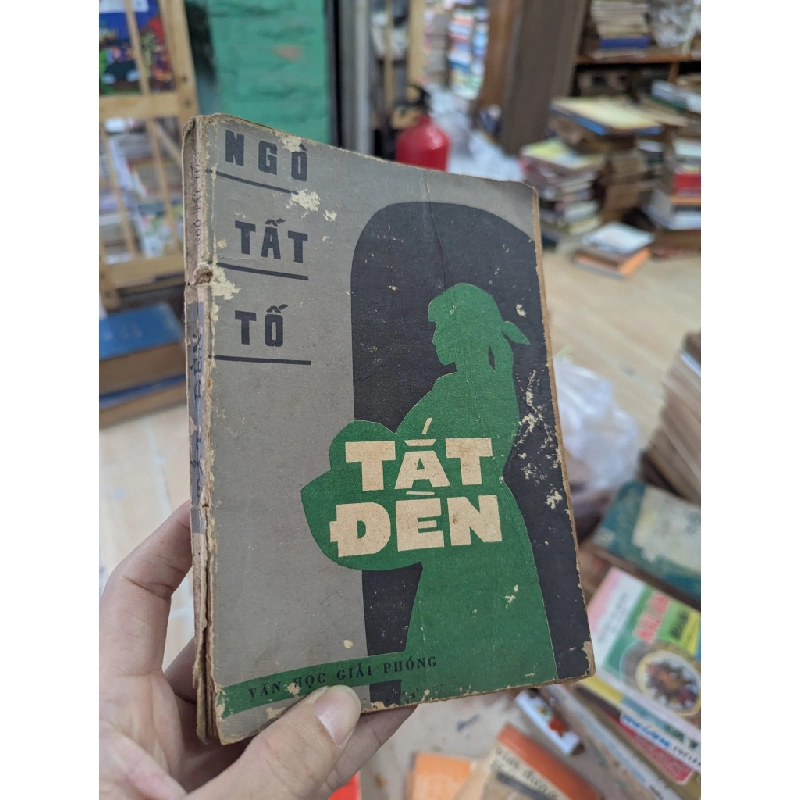 NGÔ
TẤT
TỐ
TẮT
ĐÈN
VĂN HỌC GIẢI PHÓNG